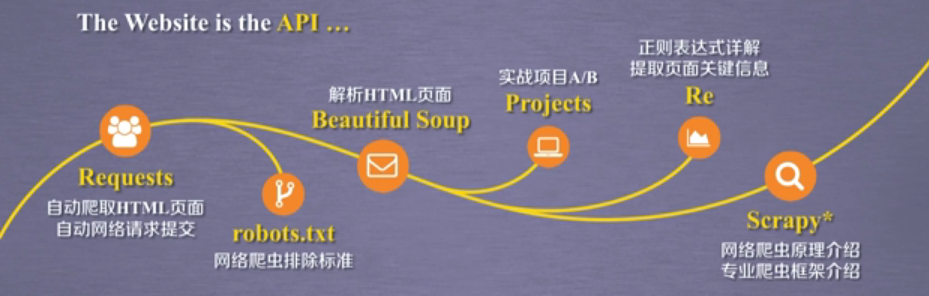 The Website is the API ...
Requests
自动爬取HTML页面
自动网络请求提交
robots.txt
网络爬虫排除标准
解析HTML页面
Beautiful Soup
实战项目A/B
Projects
正则表达式详解
提取页面关键信息
Re
Scrapy*
网络爬虫原理介绍
专业爬虫框架介绍